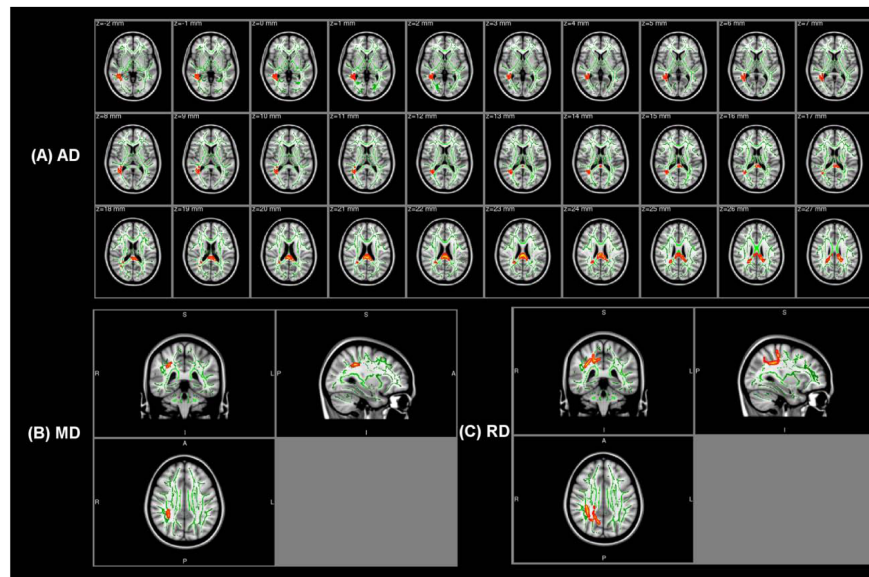 z=-2 mm z=-1 mm z=0 mm z=1 mm z=2 mm z=3 mm z=4 mm z=5 mm z=6 mm z=7 mm
z=8 mm z=9 mm z=10 mm z=11 mm z=12 mm z=13 mm z=14 mm z=15 mm z=16 mm z=17 mm
(A) AD
z=18 mm z=19 mm z=20 mm z=21 mm z=22 mm z=23 mm z=24 mm z=25 mm z=26 mm z=27 mm
S S S S
R L P A R L P
I I I I
(B) MD (C) RD
A A
R L R L
P P